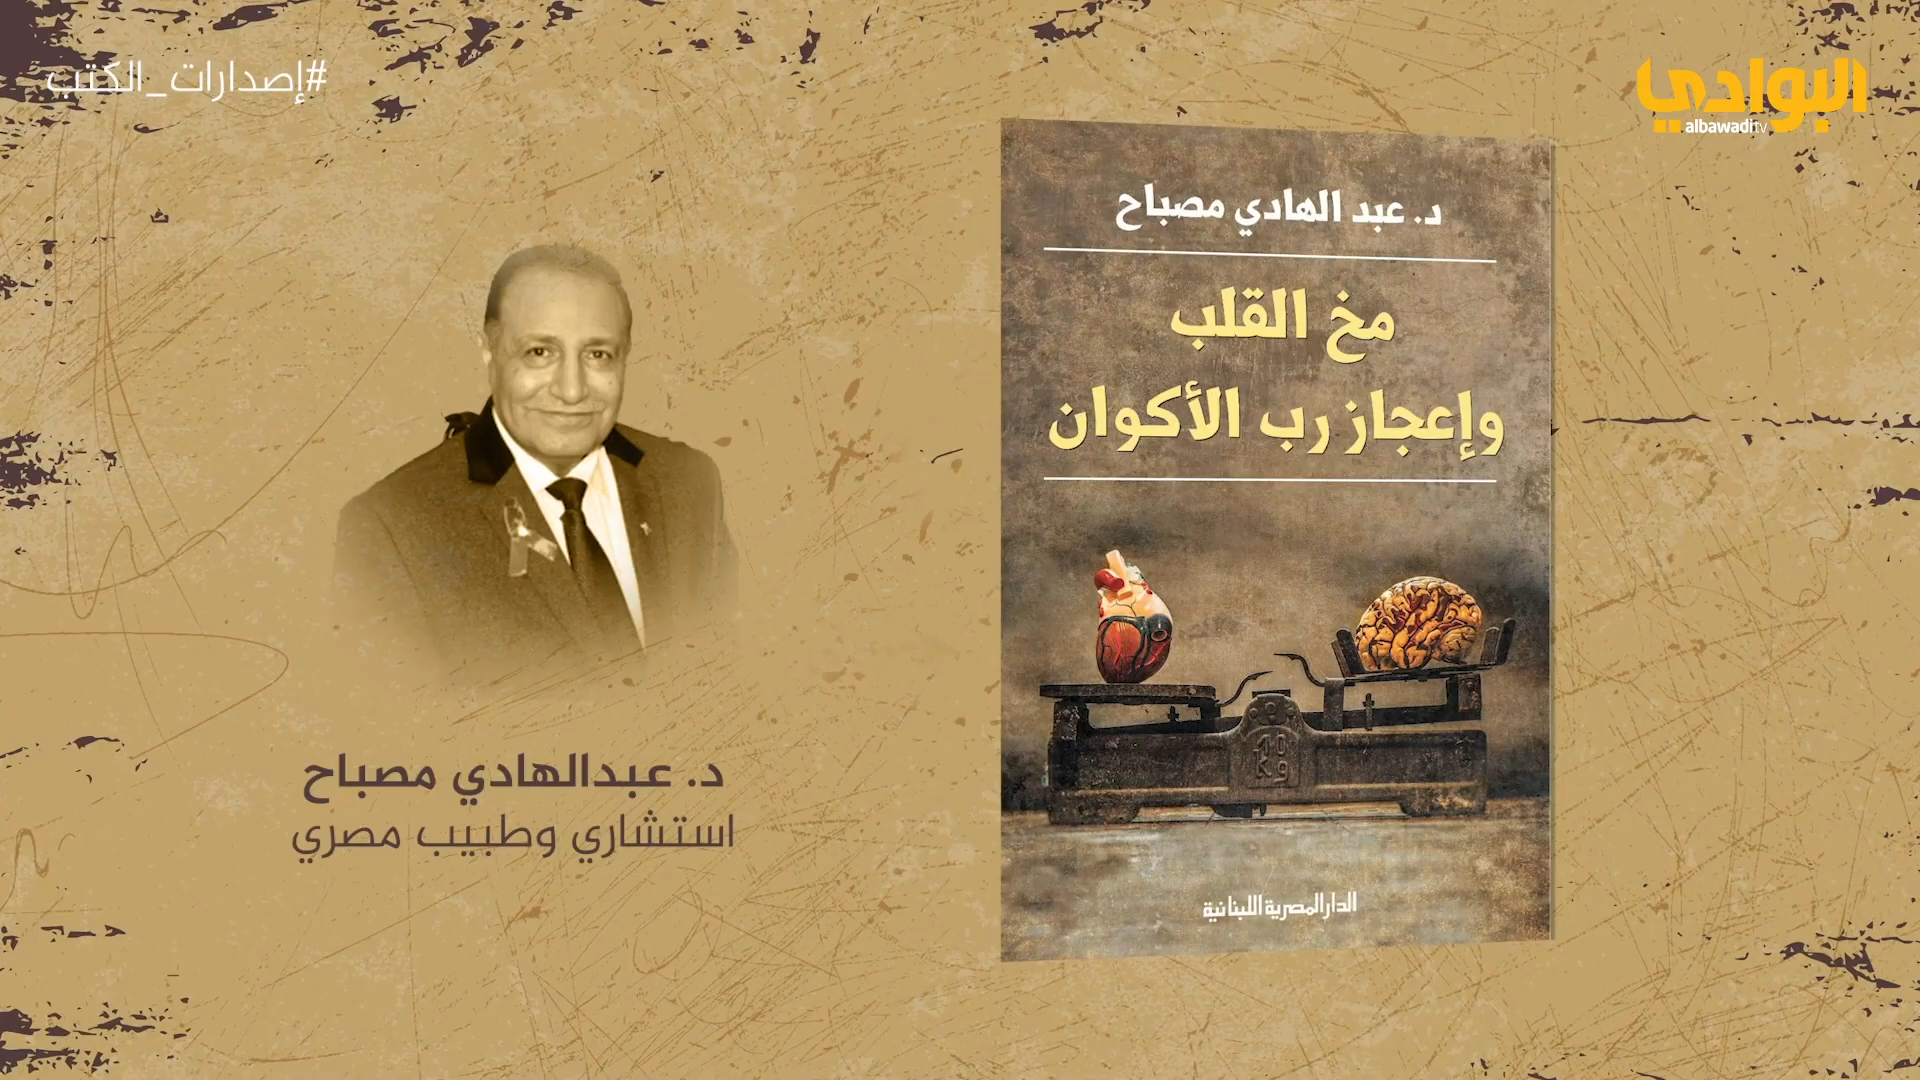 #إصدارات_الكتب
البوادي
albawaditv
د. عبد الهادي مصباح
مخ القلب
وإعجاز رب الأكوان
10
Kg
الدار المصرية اللبنانية
د. عبدالهادي مصباح
استشاري وطبيب مصري